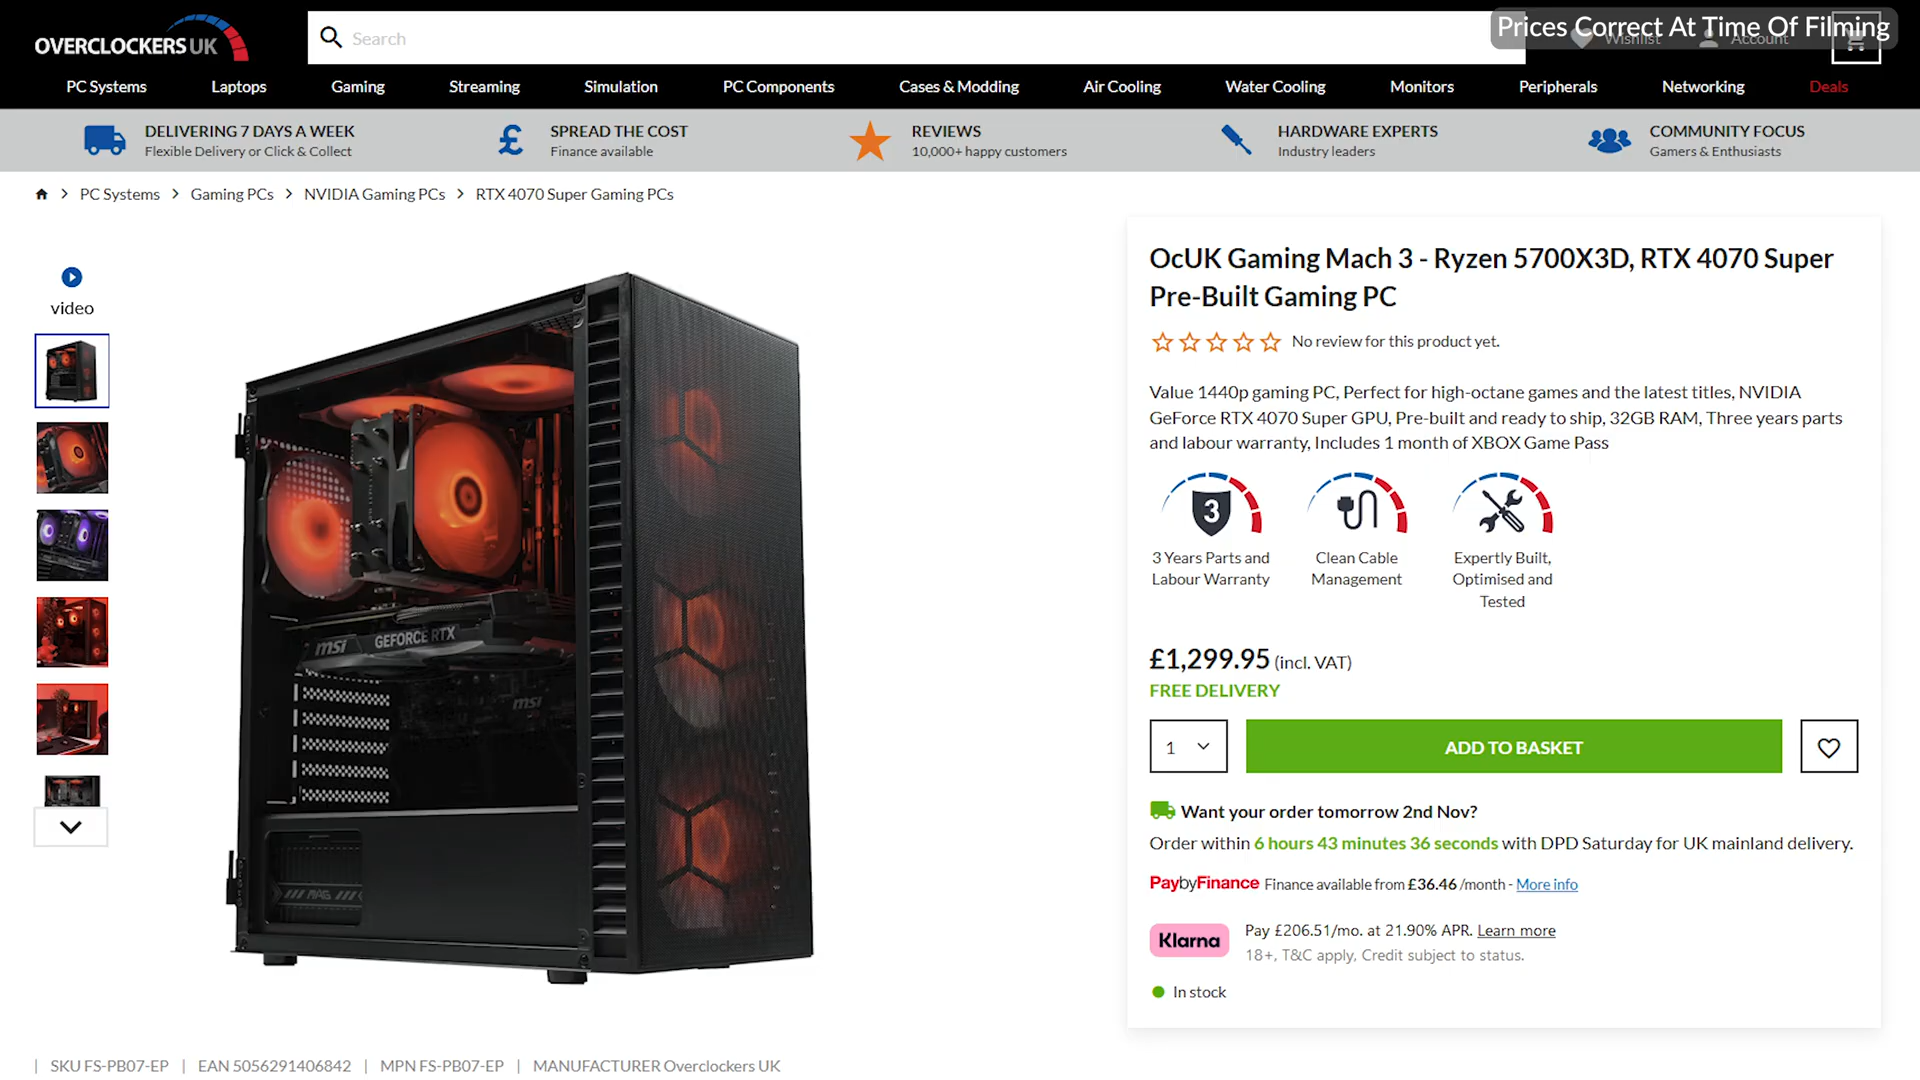 OVERCLOCKERS UK
Search
Prices Correct At Time Of Filming
Wishlist
Account
PC Systems
Laptops
Gaming
Streaming
Simulation
PC Components
Cases & Modding
Air Cooling
Water Cooling
Monitors
Peripherals
Networking
Deals
DELIVERING 7 DAYS A WEEK
Flexible Delivery or Click & Collect
SPREAD THE COST
Finance available
REVIEWS
10,000+ happy customers
HARDWARE EXPERTS
Industry leaders
COMMUNITY FOCUS
Gamers & Enthusiasts
PC Systems > Gaming PCs > NVIDIA Gaming PCs > RTX 4070 Super Gaming PCs
video
msi GEFORCE RTX
msi
MAG
OcUK Gaming Mach 3 - Ryzen 5700X3D, RTX 4070 Super
Pre-Built Gaming PC
No review for this product yet.
Value 1440p gaming PC, Perfect for high-octane games and the latest titles, NVIDIA
GeForce RTX 4070 Super GPU, Pre-built and ready to ship, 32GB RAM, Three years parts
and labour warranty, Includes 1 month of XBOX Game Pass
3
3 Years Parts and
Labour Warranty
Clean Cable
Management
Expertly Built,
Optimised and
Tested
£1,299.95 (incl. VAT)
FREE DELIVERY
1
ADD TO BASKET
Want your order tomorrow 2nd Nov?
Order within 6 hours 43 minutes 36 seconds with DPD Saturday for UK mainland delivery.
PaybyFinance Finance available from £36.46 /month - More info
Klarna
Pay £206.51/mo. at 21.90% APR. Learn more
18+, T&C apply, Credit subject to status.
In stock
| SKU FS-PB07-EP | EAN 5056291406842 | MPN FS-PB07-EP | MANUFACTURER Overclockers UK